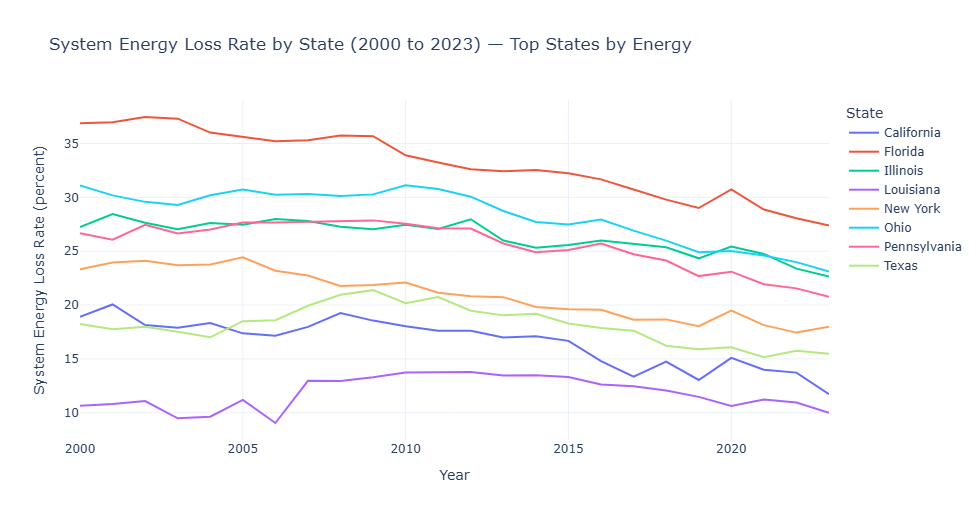 System Energy Loss Rate by State (2000 to 2023) — Top States by Energy
State
California
Florida
Illinois
Louisiana
New York
Ohio
Pennsylvania
Texas
System Energy Loss Rate (percent)
35
30
25
20
15
10
2000 2005 2010 2015 2020
Year